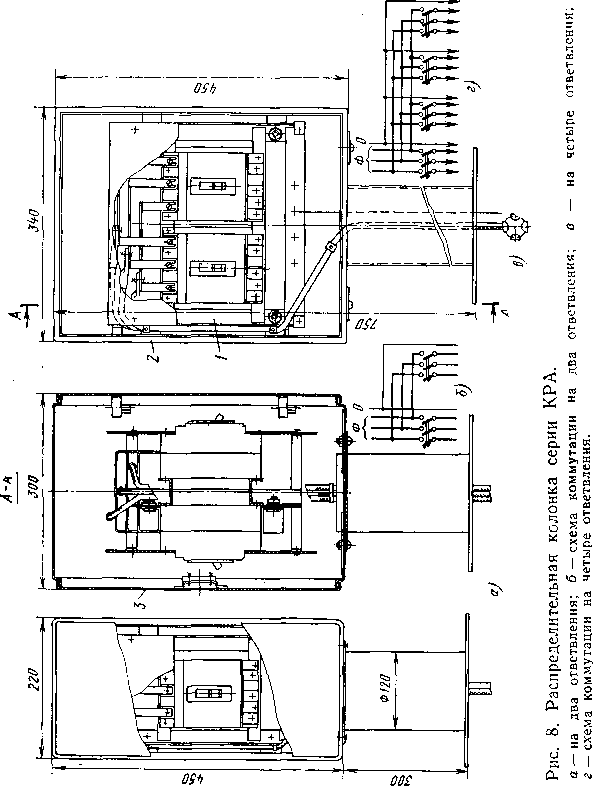 340
450
A
2
1
750
в)
г)
Ф 0
А-А
300
3
Ф 0
б)
а)
220
450
Ф120
300
Рис. 8. Распределительная колонка серии КРА.
а — на два ответвления; б — схема коммутации на два ответвления; в — на четыре ответвления;
г — схема коммутации на четыре ответвления.